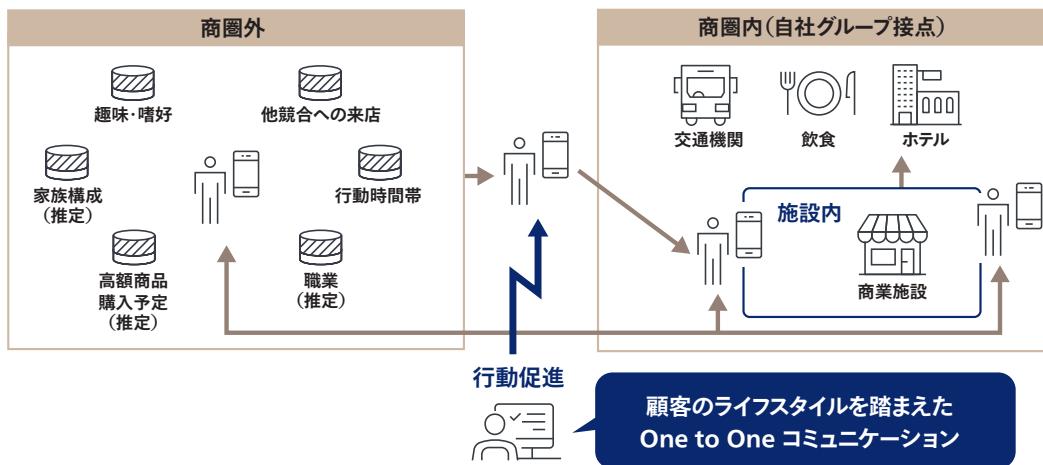 商圏外
趣味・嗜好
他競合への来店
家族構成
(推定)
行動時間帯
高額商品
購入予定
(推定)
職業
(推定)
商圏内(自社グループ接点)
交通機関
飲食
ホテル
施設内
商業施設
行動促進
顧客のライフスタイルを踏まえた
One to One コミュニケーション